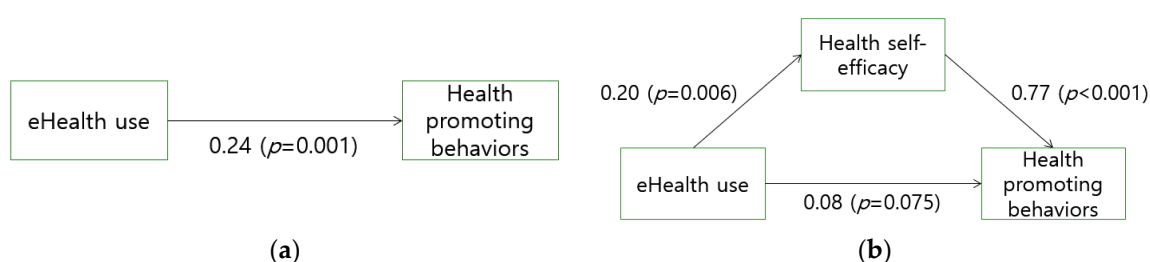 eHealth use
0.24 (p=0.001)
Health
promoting
behaviors
(a)
Health self-
efficacy
0.20 (p=0.006)
0.77 (p<0.001)
eHealth use
0.08 (p=0.075)
Health
promoting
behaviors
(b)